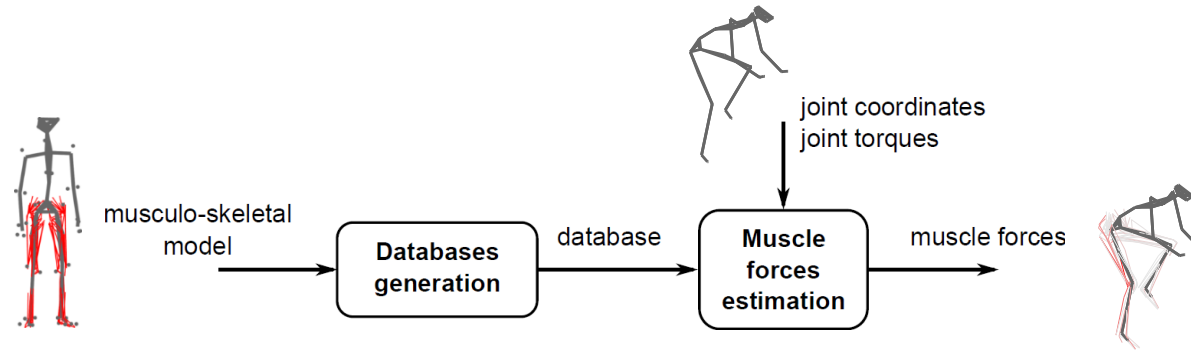 joint coordinates
joint torques
musculo-skeletal
model
Databases
generation
database
Muscle
forces
estimation
muscle forces